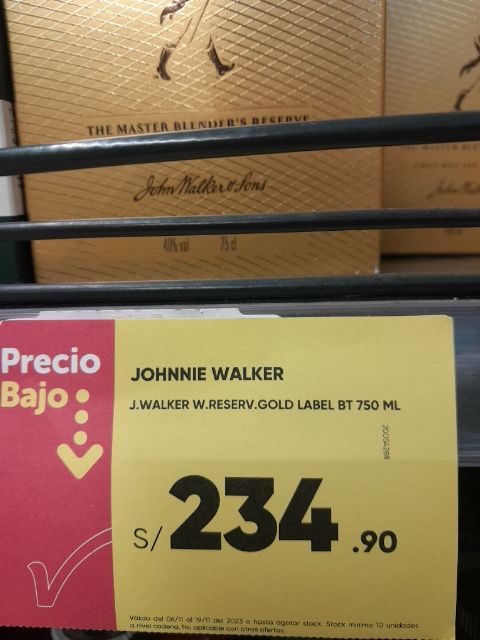 THE MASTER BLENDER'S RESERVE
John Walker & Sons
40% vol 75 cl
Precio
Bajo
JOHNNIE WALKER
J.WALKER W.RESERV.GOLD LABEL BT 750 ML
20054288
S/234.90
Válido del 06/11 al 19/11 del 2023 o hasta agotar stock. Stock mínimo 10 unidades
a nivel cadena. No aplicable con otras ofertas